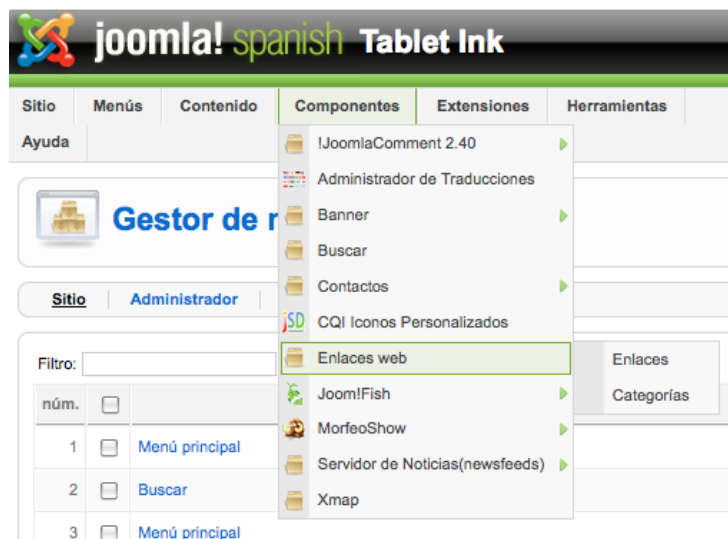 joomla! spanish Tablet Ink
Sitio Menús Contenido Componentes Extensiones Herramientas
Ayuda
!JoomlaComment 2.40
Administrador de Traducciones
Gestor de
Banner
Buscar
Contactos
Sitio Administrador
jSD CQI Iconos Personalizados
Filtro: Enlaces web Enlaces
núm. Joom!Fish Categorías
MorfeoShow
1 Menú principal
Servidor de Noticias(newsfeeds)
2 Buscar
Xmap
3 Menú principal